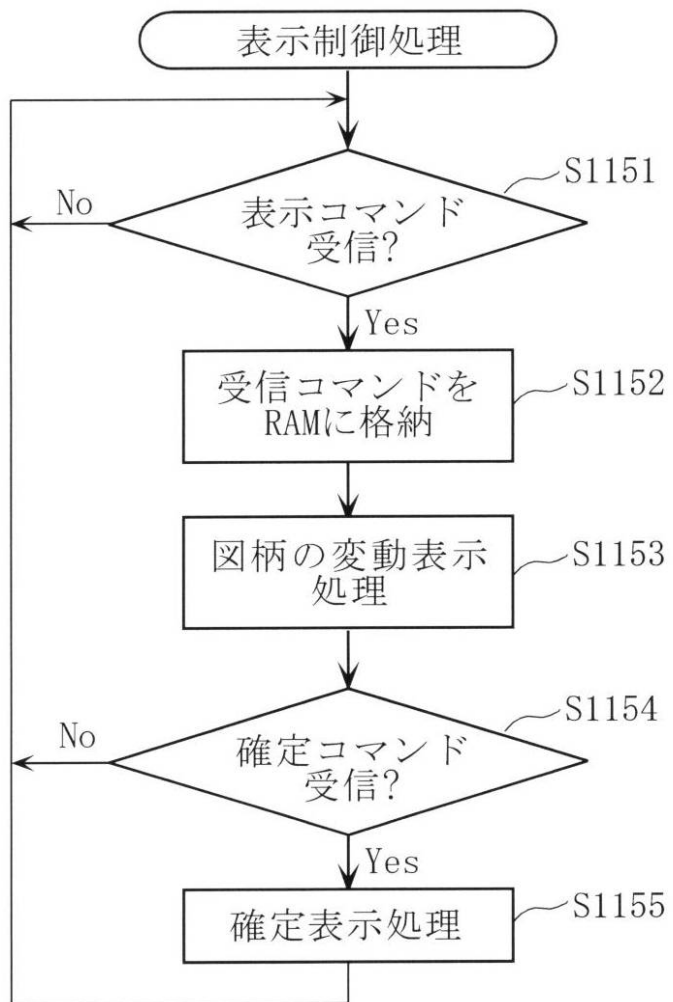 表示制御処理
S1151
No
表示コマンド
受信?
Yes
S1152
受信コマンドを
RAMに格納
S1153
図柄の変動表示
処理
S1154
No
確定コマンド
受信?
Yes
S1155
確定表示処理